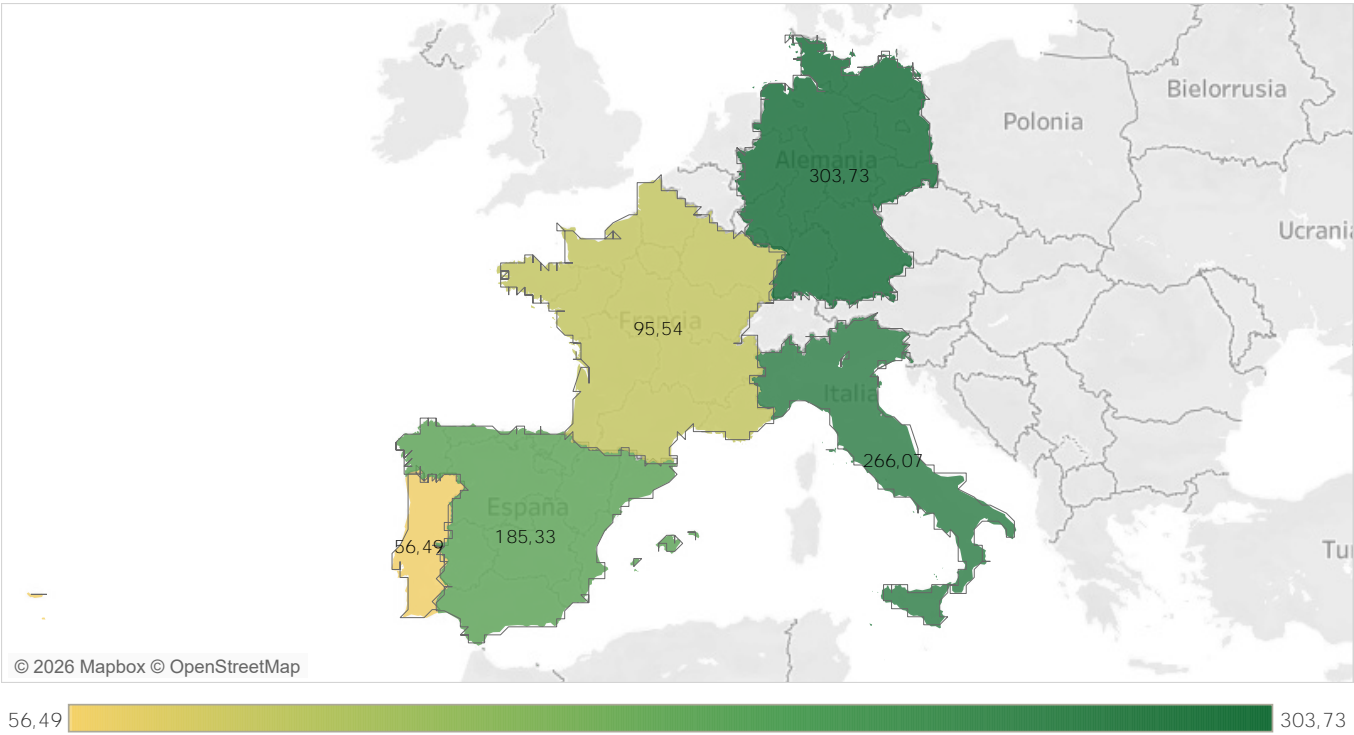 Bielorrusia
Polonia
Alemania
303,73
Ucrania
Francia
95,54
Italia
266,07
España
185,33
56,49
Tu
© 2026 Mapbox © OpenStreetMap
56,49
303,73